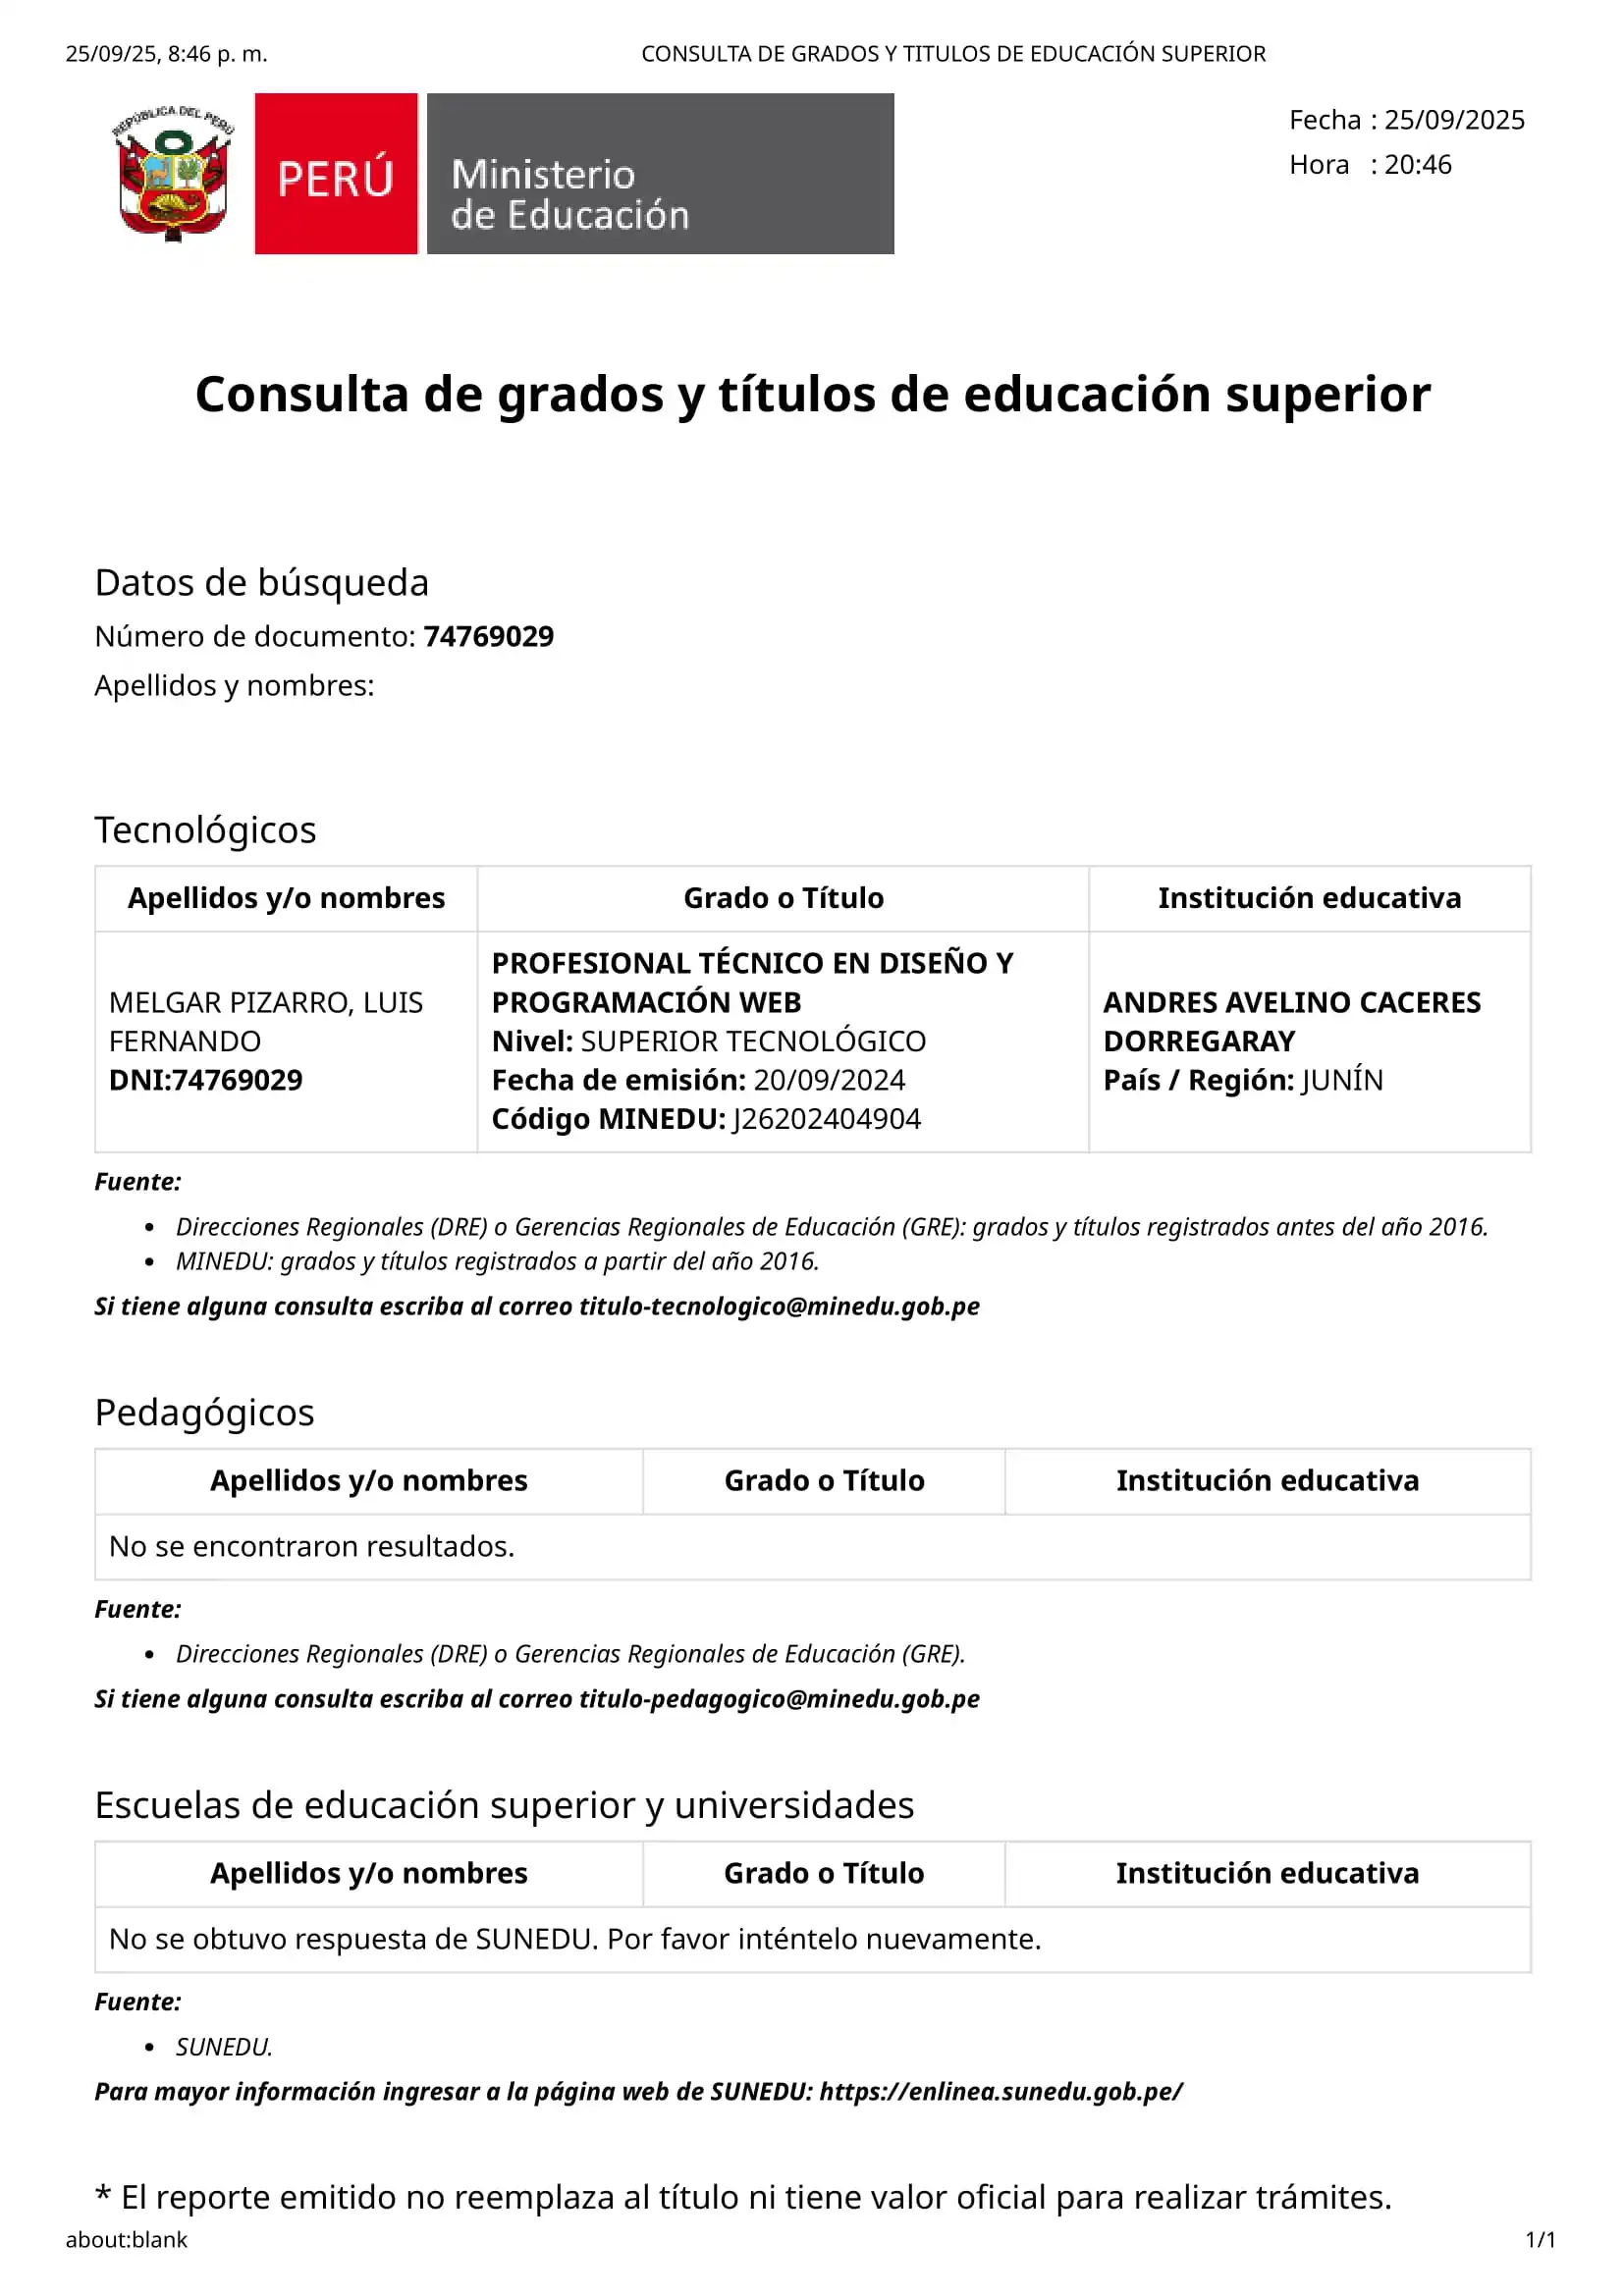 25/09/25, 8:46 p. m.
CONSULTA DE GRADOS Y TITULOS DE EDUCACIÓN SUPERIOR
REPÚBLICA DEL PERÚ
PERÚ
Ministerio
de Educación
Fecha : 25/09/2025
Hora : 20:46
Consulta de grados y títulos de educación superior
Datos de búsqueda
Número de documento: 74769029
Apellidos y nombres:
Tecnológicos
Apellidos y/o nombres
Grado o Título
Institución educativa
MELGAR PIZARRO, LUIS
FERNANDO
DNI:74769029
PROFESIONAL TÉCNICO EN DISEÑO Y
PROGRAMACIÓN WEB
Nivel: SUPERIOR TECNOLÓGICO
Fecha de emisión: 20/09/2024
Código MINEDU: J26202404904
ANDRES AVELINO CACERES
DORREGARAY
País / Región: JUNÍN
Fuente:
• Direcciones Regionales (DRE) o Gerencias Regionales de Educación (GRE): grados y títulos registrados antes del año 2016.
• MINEDU: grados y títulos registrados a partir del año 2016.
Si tiene alguna consulta escriba al correo titulo-tecnologico@minedu.gob.pe
Pedagógicos
Apellidos y/o nombres
Grado o Título
Institución educativa
No se encontraron resultados.
Fuente:
• Direcciones Regionales (DRE) o Gerencias Regionales de Educación (GRE).
Si tiene alguna consulta escriba al correo titulo-pedagogico@minedu.gob.pe
Escuelas de educación superior y universidades
Apellidos y/o nombres
Grado o Título
Institución educativa
No se obtuvo respuesta de SUNEDU. Por favor inténtelo nuevamente.
Fuente:
• SUNEDU.
Para mayor información ingresar a la página web de SUNEDU: https://enlinea.sunedu.gob.pe/
* El reporte emitido no reemplaza al título ni tiene valor oficial para realizar trámites.
about:blank
1/1